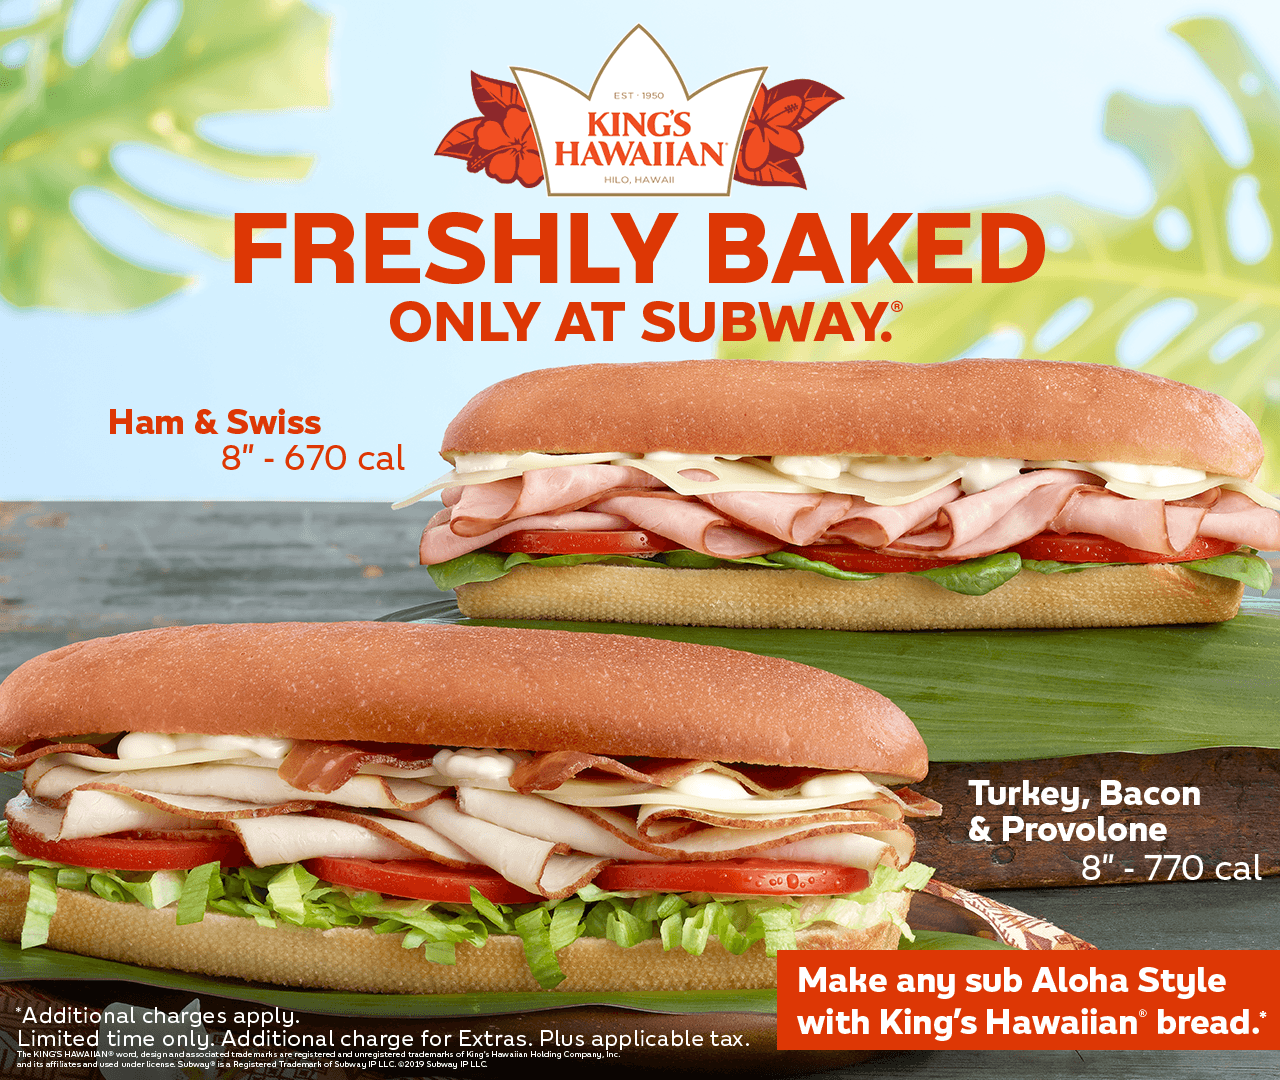 EST · 1950
KING'S
HAWAIIAN®
HILO, HAWAII
FRESHLY BAKED
ONLY AT SUBWAY.®
Ham & Swiss
8" - 670 cal
Turkey, Bacon
& Provolone
8" - 770 cal
Make any sub Aloha Style
with King's Hawaiian® bread.*
*Additional charges apply.
Limited time only. Additional charge for Extras. Plus applicable tax.
The KING'S HAWAIIAN® word, design and associated trademarks are registered and unregistered trademarks of King's Hawaiian Holding Company, Inc.
and its affiliates and used under license. Subway® is a Registered Trademark of Subway IP LLC. ©2019 Subway IP LLC.